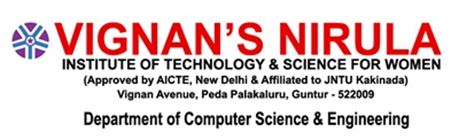 VIGNAN'S NIRULA
INSTITUTE OF TECHNOLOGY & SCIENCE FOR WOMEN
(Approved by AICTE, New Delhi & Affiliated to JNTU Kakinada)
Vignan Avenue, Peda Palakaluru, Guntur - 522009
Department of Computer Science & Engineering